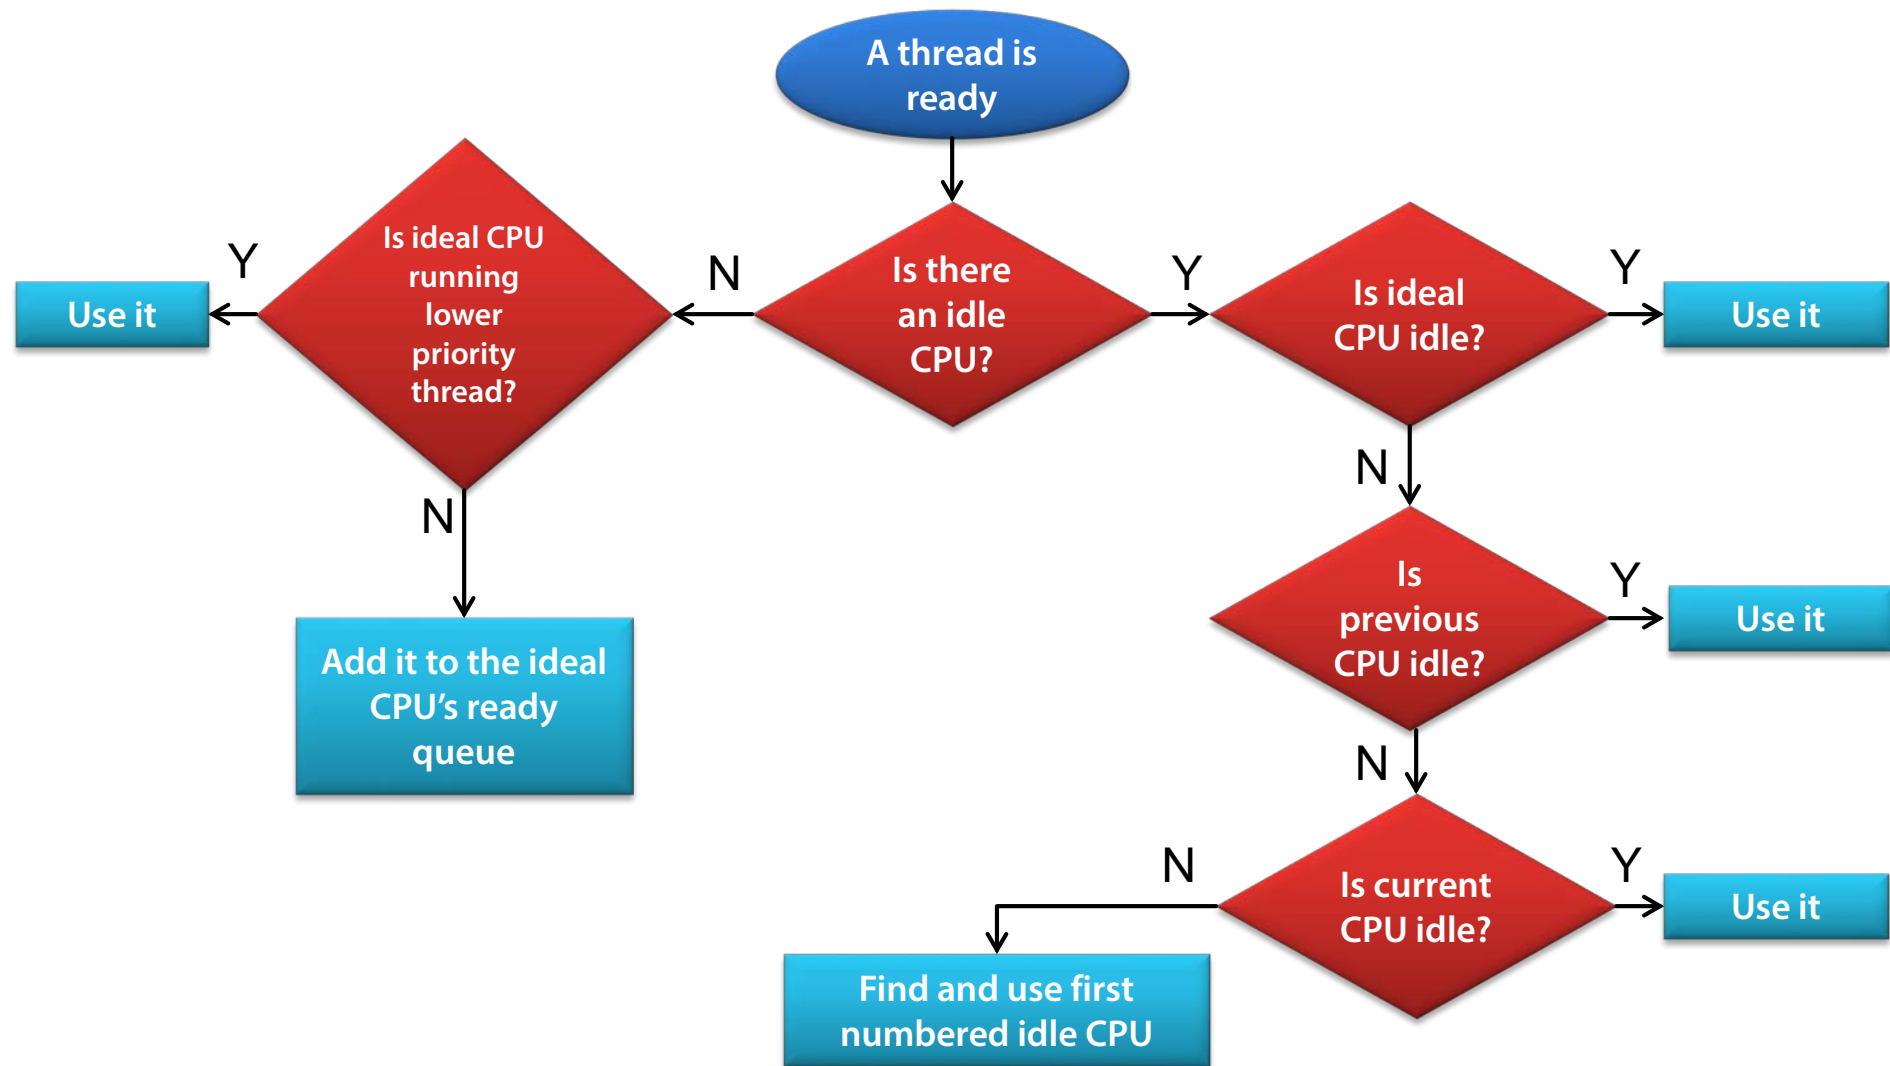 A thread is
ready
Is there
an idle
CPU?
N
Y
Is ideal CPU
running
lower
priority
thread?
Y
Use it
N
Add it to the ideal
CPU’s ready
queue
Is ideal
CPU idle?
Y
Use it
N
Is
previous
CPU idle?
Y
Use it
N
Is current
CPU idle?
Y
Use it
N
Find and use first
numbered idle CPU